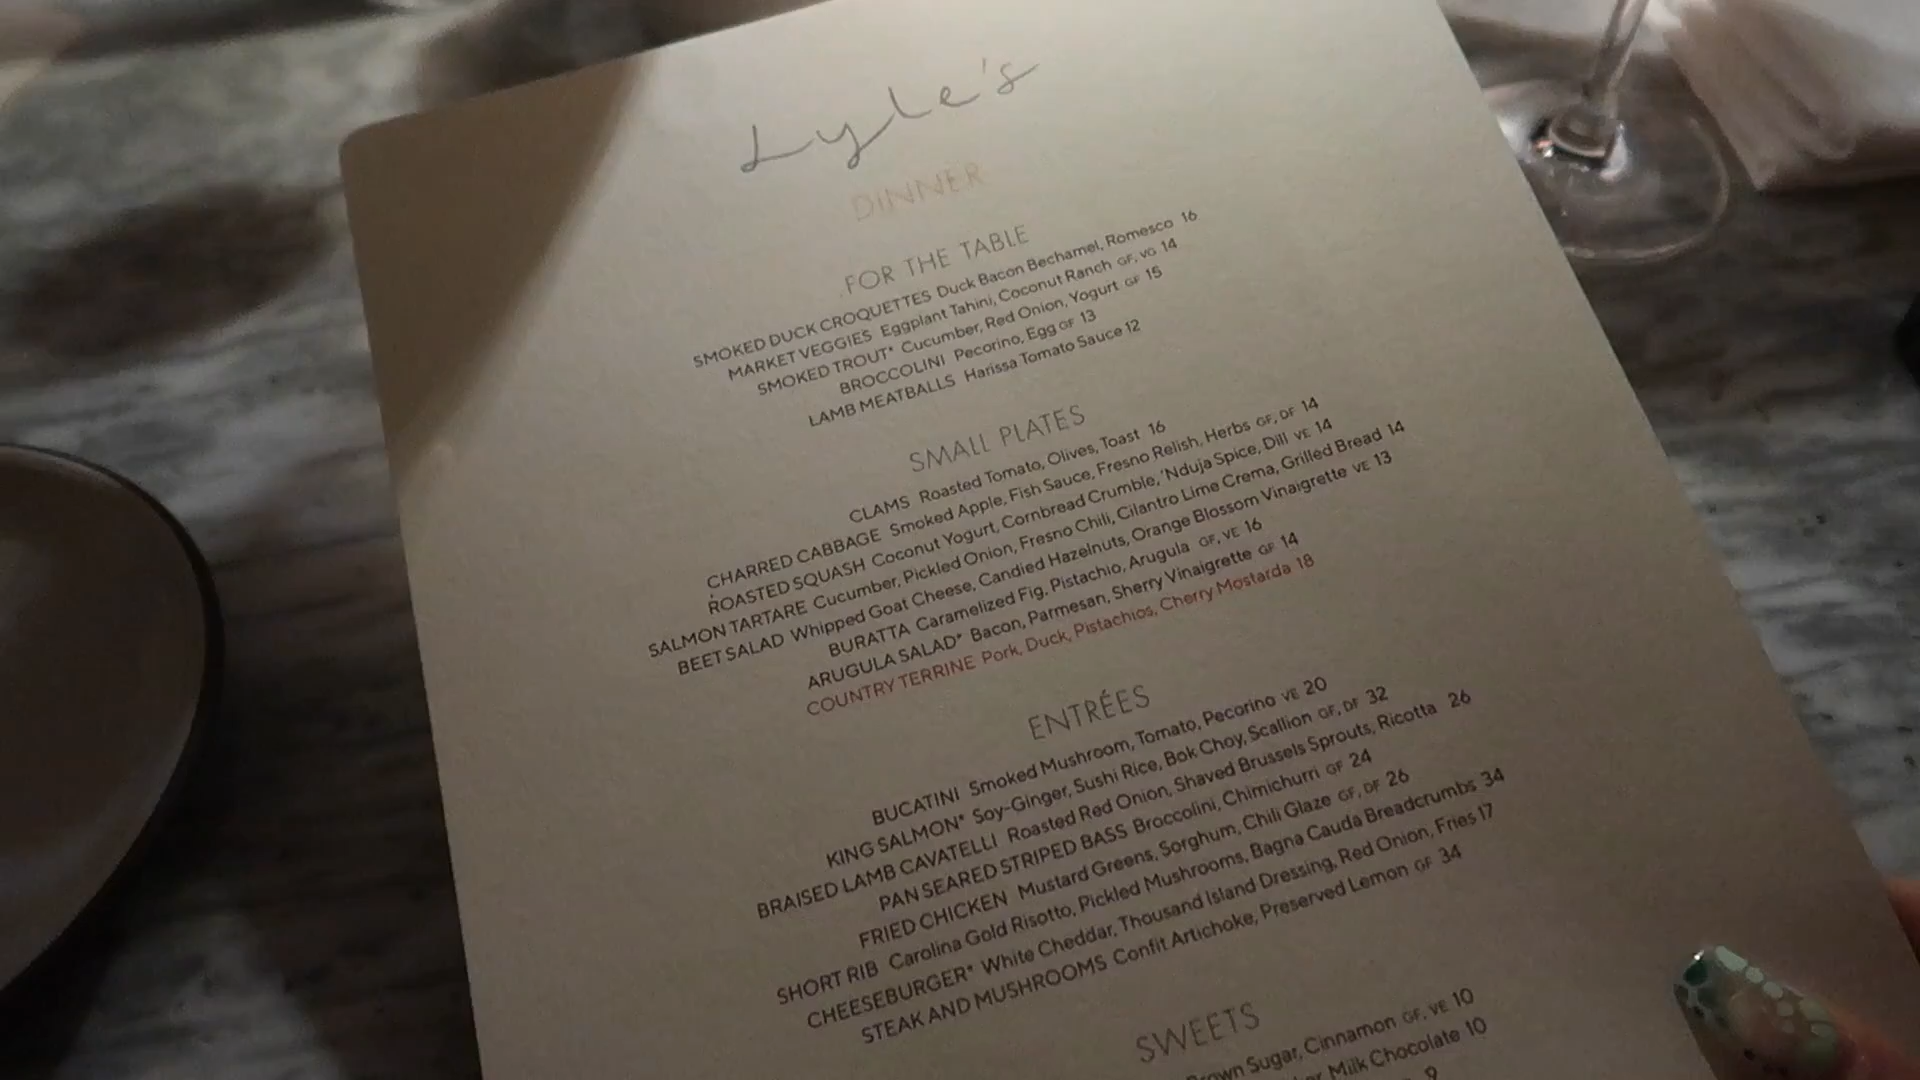 Lyle's
DINNER
FOR THE TABLE
SMOKED DUCK CROQUETTES Duck Bacon Bechamel, Romesco 16
MARKET VEGGIES Eggplant Tahini, Coconut Ranch GF, VG 14
SMOKED TROUT* Cucumber, Red Onion, Yogurt GF 15
BROCCOLINI Pecorino, Egg GF 13
LAMB MEATBALLS Harissa Tomato Sauce 12
SMALL PLATES
CLAMS Roasted Tomato, Olives, Toast 16
CHARRED CABBAGE Smoked Apple, Fish Sauce, Fresno Relish, Herbs GF, DF 14
ROASTED SQUASH Coconut Yogurt, Cornbread Crumble, 'Nduja Spice, Dill VE 14
SALMON TARTARE Cucumber, Pickled Onion, Fresno Chili, Cilantro Lime Crema, Grilled Bread 14
BEET SALAD Whipped Goat Cheese, Candied Hazelnuts, Orange Blossom Vinaigrette VE 13
BURATTA Caramelized Fig, Pistachio, Arugula GF, VE 16
ARUGULA SALAD* Bacon, Parmesan, Sherry Vinaigrette GF 14
COUNTRY TERRINE Pork, Duck, Pistachios, Cherry Mostarda 18
ENTRÉES
BUCATINI Smoked Mushroom, Tomato, Pecorino VE 20
KING SALMON* Soy-Ginger, Sushi Rice, Bok Choy, Scallion GF, DF 32
BRAISED LAMB CAVATELLI Roasted Red Onion, Shaved Brussels Sprouts, Ricotta 26
PAN SEARED STRIPED BASS Broccolini, Chimichurri GF 24
FRIED CHICKEN Mustard Greens, Sorghum, Chili Glaze GF, DF 26
SHORT RIB Carolina Gold Risotto, Pickled Mushrooms, Bagna Cauda Breadcrumbs 34
CHEESEBURGER* White Cheddar, Thousand Island Dressing, Red Onion, Fries 17
STEAK AND MUSHROOMS Confit Artichoke, Preserved Lemon GF 34
SWEETS
Sugar, Cinnamon GF, VE 10
Milk Chocolate 10
9